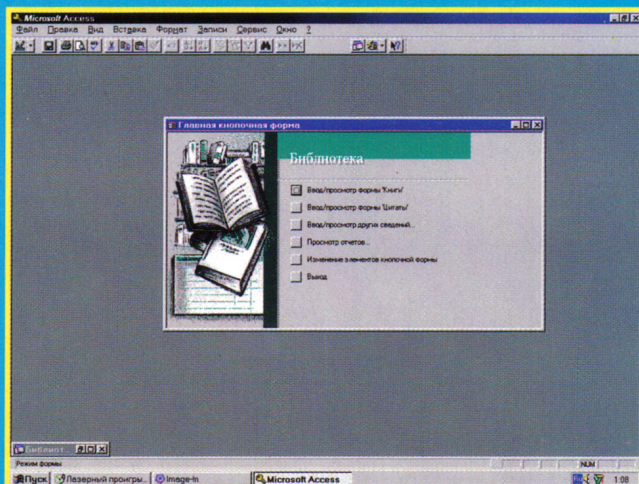 Microsoft Access
Файл Правка Вид Вставка Формат Записи Сервис Окно ?
Главная кнопочная форма
Библиотека
Ввод/просмотр формы 'Книги'
Ввод/просмотр формы 'Цитаты'
Ввод/просмотр других сведений...
Просмотр отчетов...
Изменение элементов кнопочной формы
Выход
Библиот...
Режим формы
NUM
Пуск Лазерный проигры... Image-In Microsoft Access 1:08